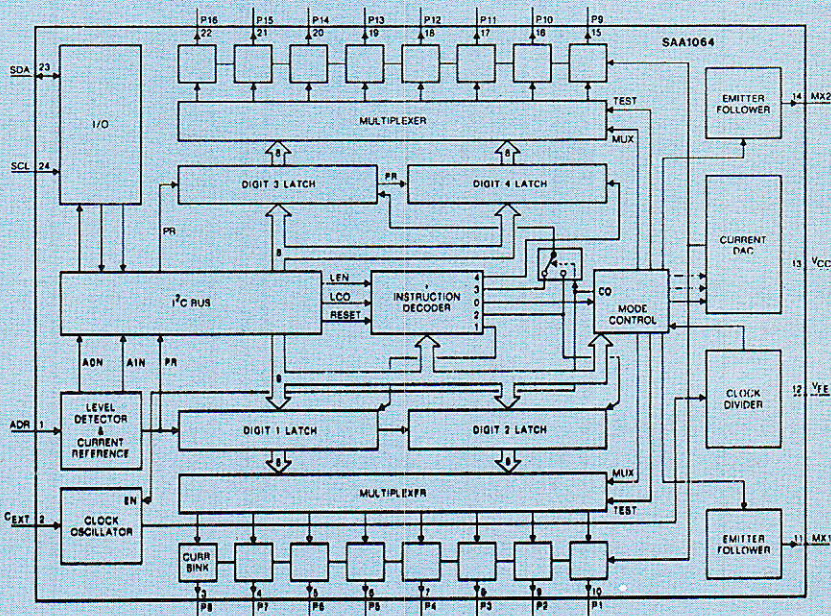 P16 P15 P14 P13 P12 P11 P10 P9
22 21 20 19 18 17 16 15
SAA1064
SDA 23
I/O
SCL 24
TEST
MULTIPLEXER
MUX
EMITTER
FOLLOWER
14 MX2
8 8
DIGIT 3 LATCH
PR
DIGIT 4 LATCH
PR
CURRENT
DAC
13 VCC
8
I2C BUS
LEN
LCO
RESET
INSTRUCTION
DECODER
4
3
0
2
1
CO
MODE
CONTROL
A0N A1N PR
8
CLOCK
DIVIDER
12 VEE
ADR 1
LEVEL
DETECTOR
&
CURRENT
REFERENCE
DIGIT 1 LATCH
DIGIT 2 LATCH
8 8
MUX
MULTIPLEXER
TEST
EN
CEXT 2
CLOCK
OSCILLATOR
CURR
SINK
EMITTER
FOLLOWER
11 MX1
3 4 5 6 7 8 9 10
P8 P7 P6 P5 P4 P3 P2 P1